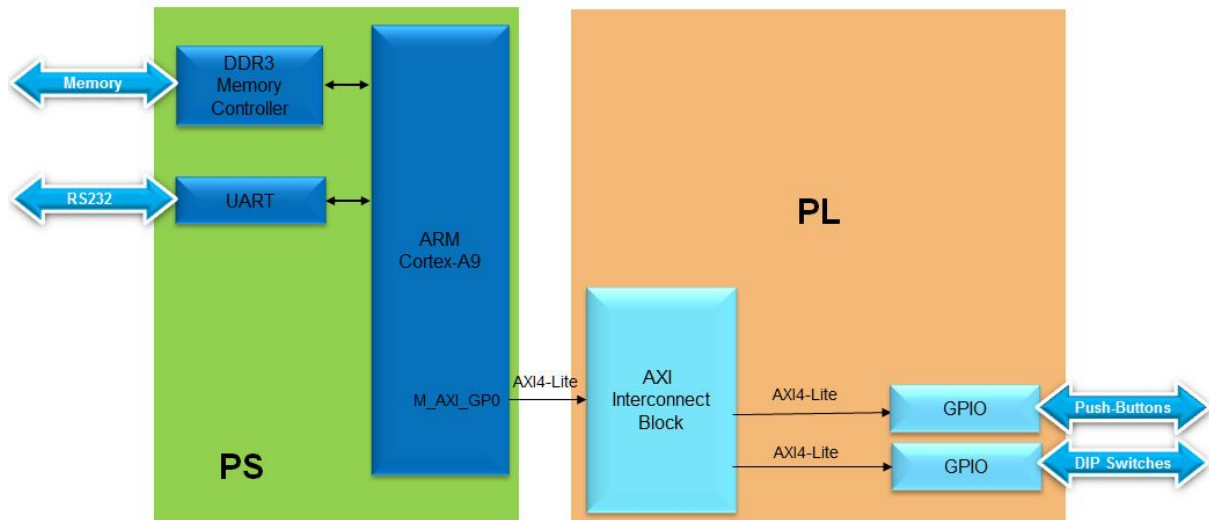 Memory
DDR3
Memory
Controller
RS232
UART
ARM
Cortex-A9
M_AXI_GP0
PS
AXI4-Lite
PL
AXI
Interconnect
Block
AXI4-Lite
GPIO
Push-Buttons
AXI4-Lite
GPIO
DIP Switches